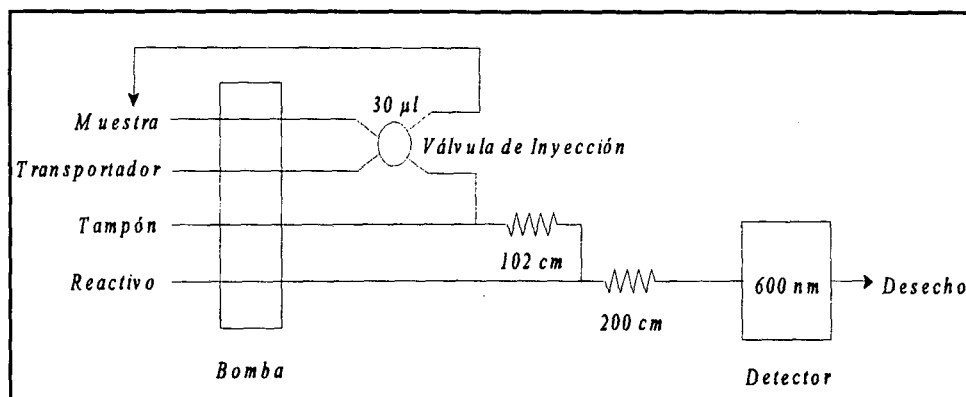 30 µl
Muestra
Válvula de Inyección
Transportador
Tampón
102 cm
Reactivo
600 nm
Desecho
200 cm
Bomba
Detector